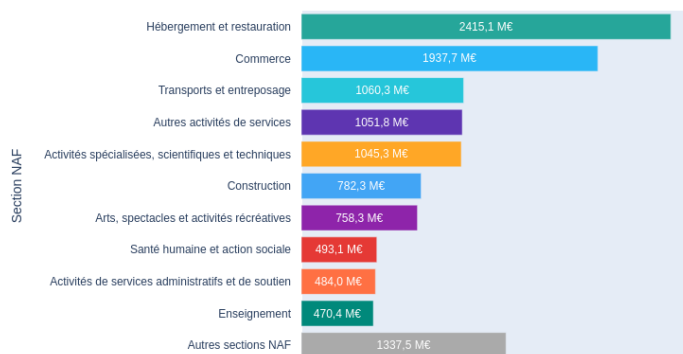 Section NAF
Hébergement et restauration 2415,1 M€
Commerce 1937,7 M€
Transports et entreposage 1060,3 M€
Autres activités de services 1051,8 M€
Activités spécialisées, scientifiques et techniques 1045,3 M€
Construction 782,3 M€
Arts, spectacles et activités récréatives 758,3 M€
Santé humaine et action sociale 493,1 M€
Activités de services administratifs et de soutien 484,0 M€
Enseignement 470,4 M€
Autres sections NAF 1337,5 M€